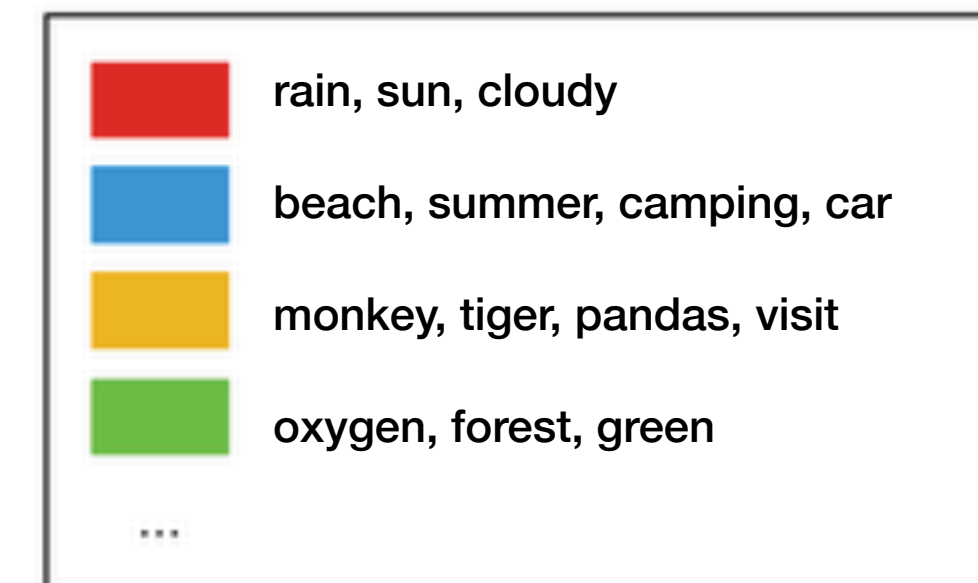 rain, sun, cloudy
beach, summer, camping, car
monkey, tiger, pandas, visit
oxygen, forest, green
...